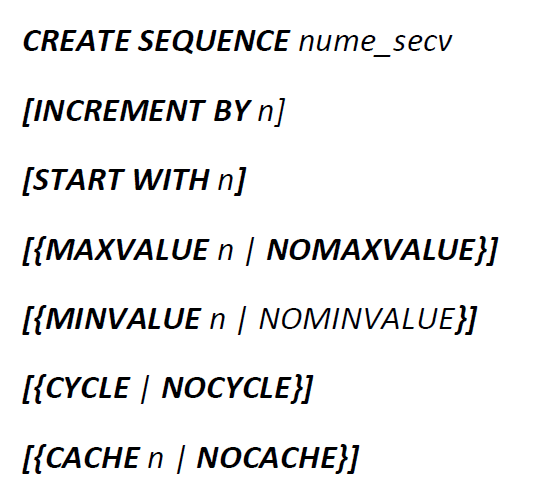 CREATE SEQUENCE nume_secv
[INCREMENT BY n]
[START WITH n]
[{MAXVALUE n | NOMAXVALUE}]
[{MINVALUE n | NOMINVALUE}]
[{CYCLE | NOCYCLE}]
[{CACHE n | NOCACHE}]